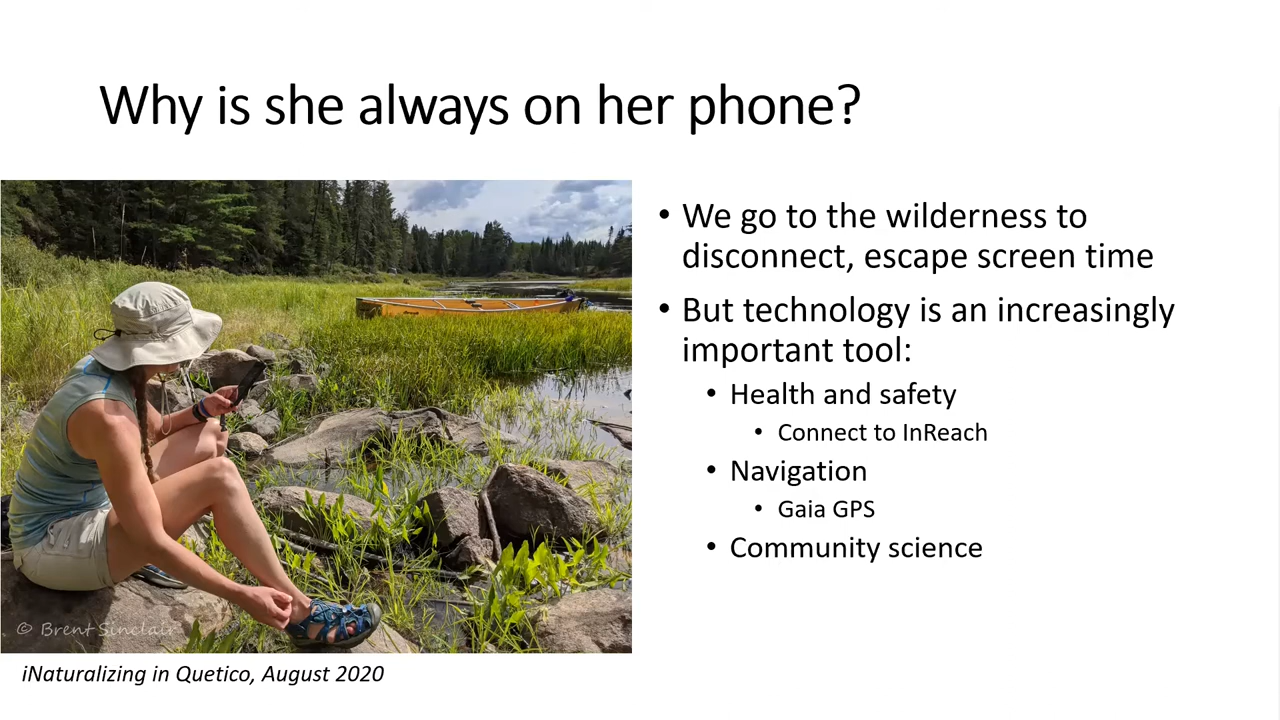 Why is she always on her phone?
• We go to the wilderness to
disconnect, escape screen time
• But technology is an increasingly
important tool:
• Health and safety
• Connect to InReach
• Navigation
• Gaia GPS
• Community science
© Brent Sinclair
iNaturalizing in Quetico, August 2020